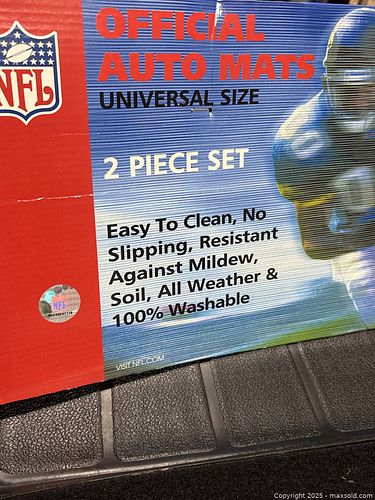 NFL
OFFICIAL
AUTO MATS
UNIVERSAL SIZE
2 PIECE SET
Easy To Clean, No
Slipping, Resistant
Against Mildew,
Soil, All Weather &
100% Washable
NFL
VISIT NFL.COM
Copyright 2025 - maxsold.com